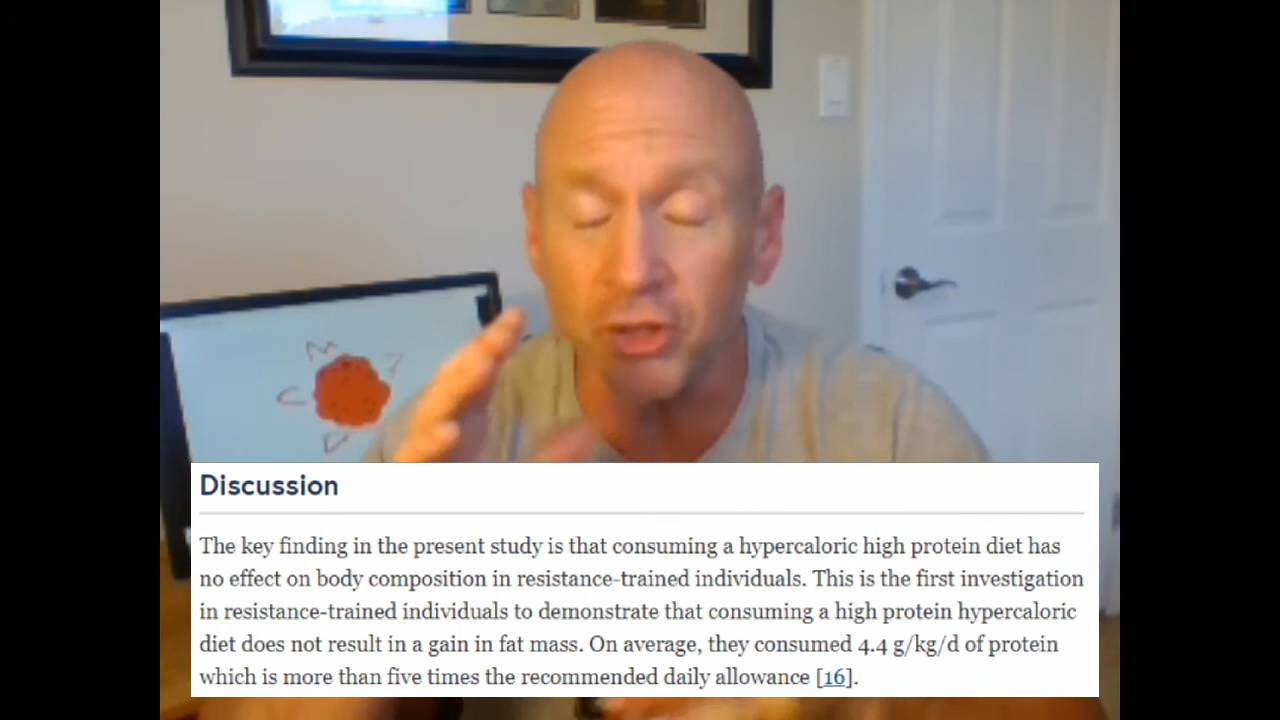 M
7
C
D
Discussion
The key finding in the present study is that consuming a hypercaloric high protein diet has
no effect on body composition in resistance-trained individuals. This is the first investigation
in resistance-trained individuals to demonstrate that consuming a high protein hypercaloric
diet does not result in a gain in fat mass. On average, they consumed 4.4 g/kg/d of protein
which is more than five times the recommended daily allowance [16].